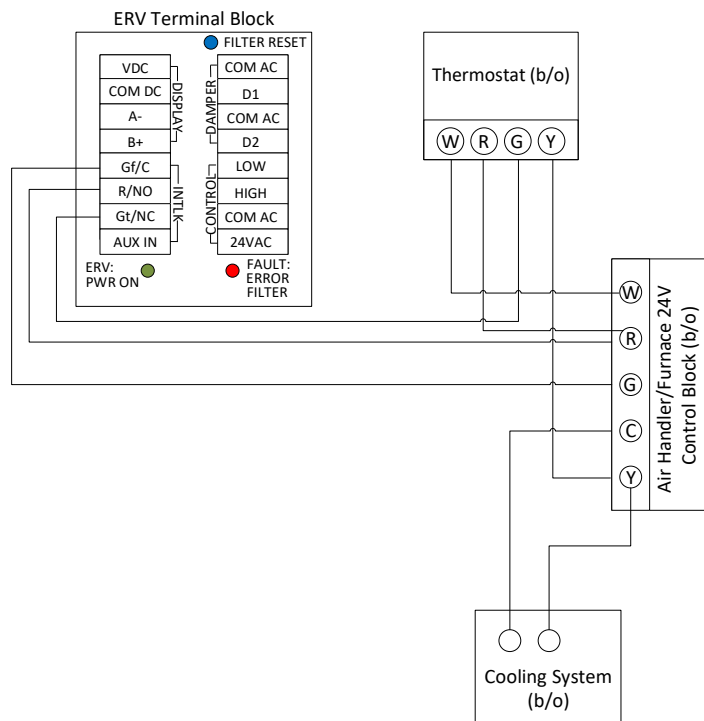 ERV Terminal Block
FILTER RESET
VDC
COM DC
A-
B+
Gf/C
R/NO
Gt/NC
AUX IN
DISPLAY
INTLK
DAMPER
CONTROL
COM AC
D1
COM AC
D2
LOW
HIGH
COM AC
24VAC
ERV:
PWR ON
FAULT:
ERROR
FILTER
Thermostat (b/o)
W R G Y
W
R
G
C
Y
Air Handler/Furnace 24V
Control Block (b/o)
Cooling System
(b/o)